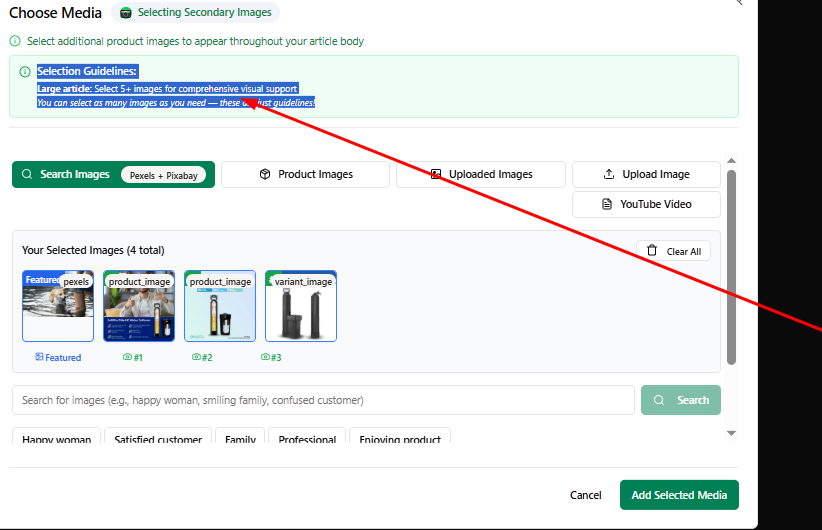 Choose Media
Selecting Secondary Images
Select additional product images to appear throughout your article body
Selection Guidelines:
Large article: Select 5+ images for comprehensive visual support
You can select as many images as you need — these just guidelines!
Search Images
Pexels + Pixabay
Product Images
Uploaded Images
Upload Image
YouTube Video
Your Selected Images (4 total)
Clear All
Featured
pexels
product_image
product_image
variant_image
Featured
#1
#2
#3
Search for images (e.g., happy woman, smiling family, confused customer)
Search
Happy woman
Satisfied customer
Family
Professional
Enjoying product
Cancel
Add Selected Media